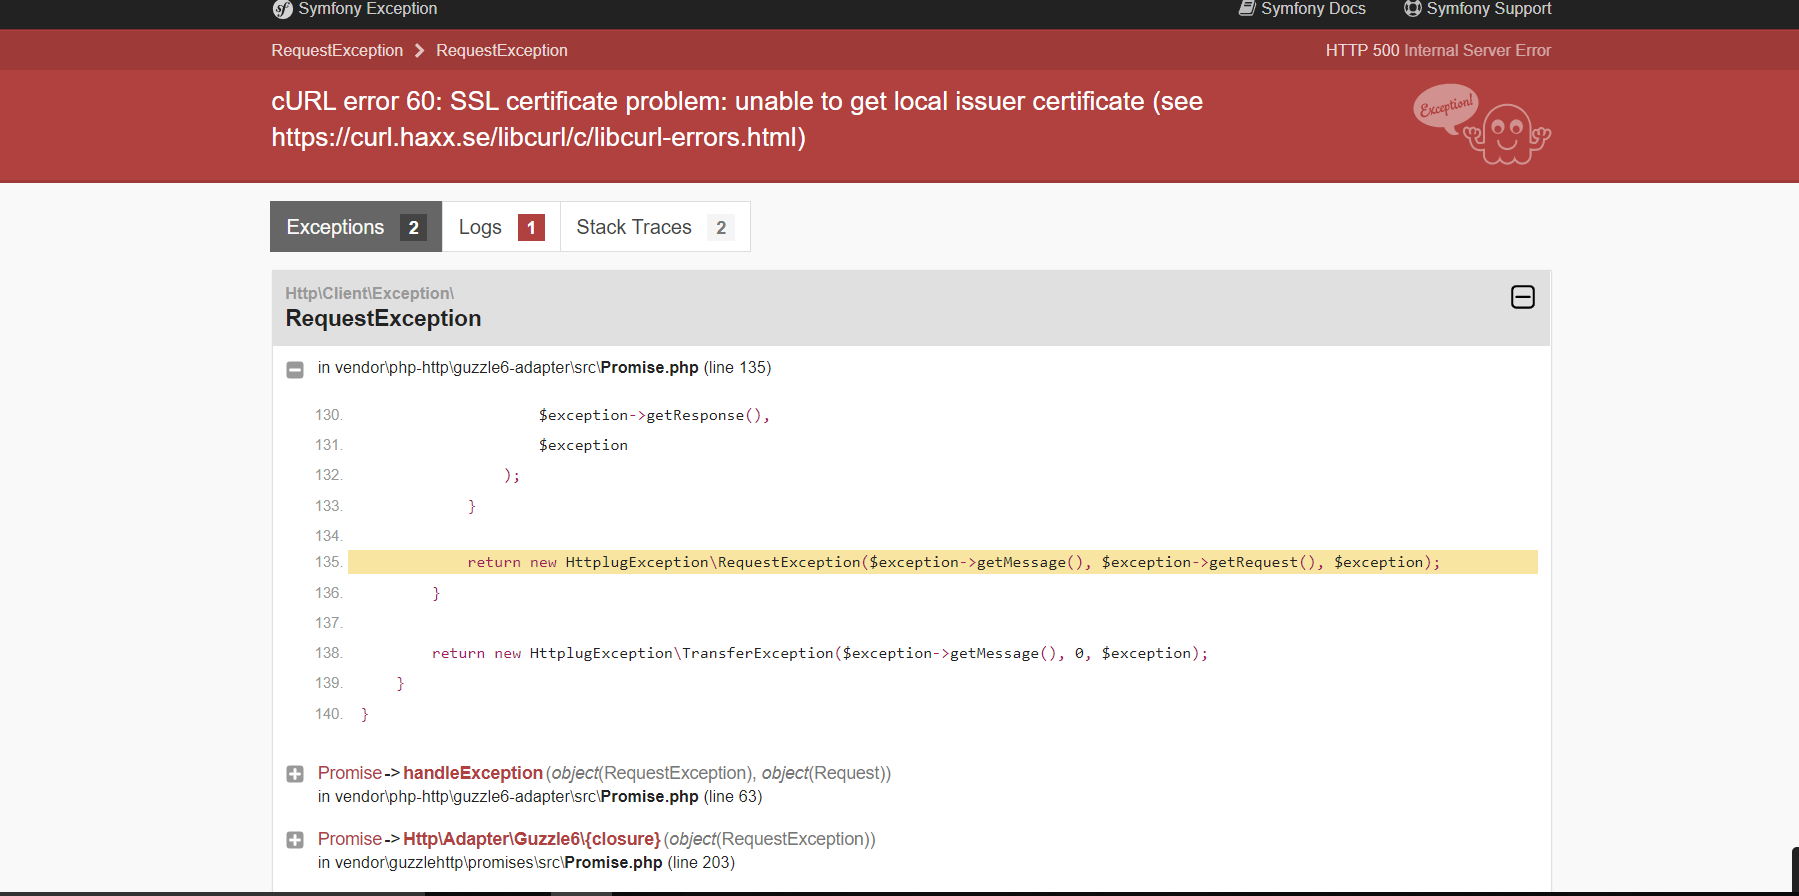 Symfony Exception
Symfony Docs
Symfony Support
RequestException
RequestException
HTTP 500 Internal Server Error
cURL error 60: SSL certificate problem: unable to get local issuer certificate (see
https://curl.haxx.se/libcurl/c/libcurl-errors.html)
Exception!
Exceptions 2
Logs 1
Stack Traces 2
Http\Client\Exception\
RequestException
in vendor\php-http\guzzle6-adapter\src\Promise.php (line 135)
130. $exception->getResponse(),
131. $exception
132. );
133. }
134.
135. return new HttplugException\RequestException($exception->getMessage(), $exception->getRequest(), $exception);
136. }
137.
138. return new HttplugException\TransferException($exception->getMessage(), 0, $exception);
139. }
140. }
Promise->handleException(object(RequestException), object(Request))
in vendor\php-http\guzzle6-adapter\src\Promise.php (line 63)
Promise->Http\Adapter\Guzzle6\{closure}(object(RequestException))
in vendor\guzzlehttp\promises\src\Promise.php (line 203)